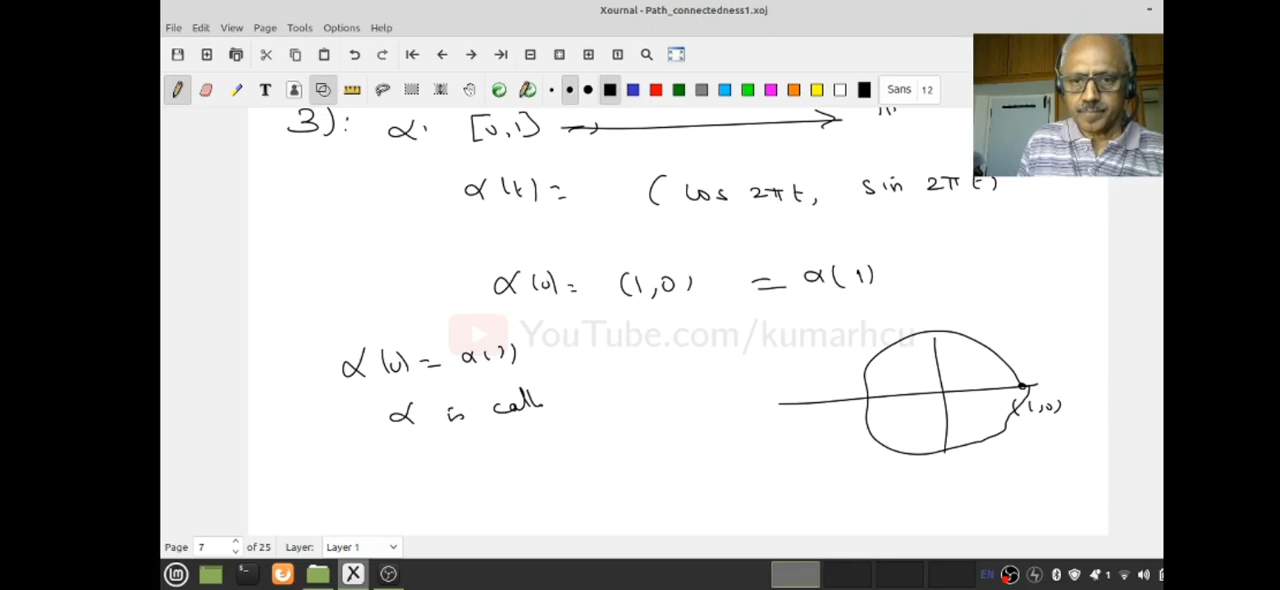 Xournal - Path_connectedness1.xoj
File Edit View Page Tools Options Help
Sans 12
3): α: [0,1] ⟶
α(t) = (cos 2πt, sin 2πt)
α(0) = (1,0) = α(1)
YouTube.com/kumarhcu
α(0) = α(1)
α is call
(1,0)
Page 7 of 25 Layer: Layer 1
EN 1